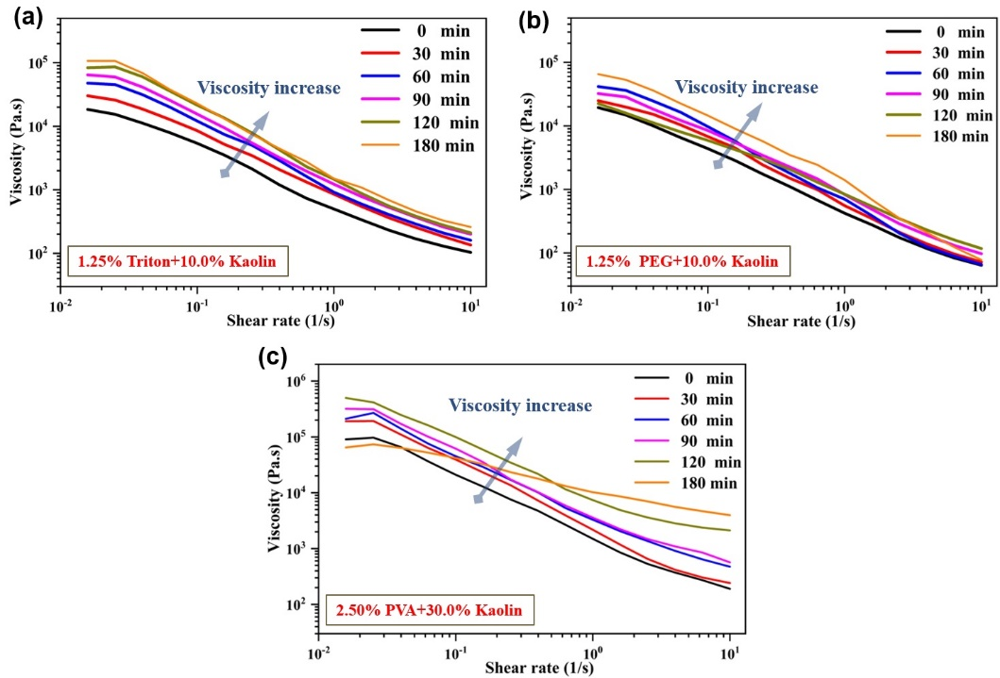 (a)
Viscosity (Pa.s)
10^5
10^4
10^3
10^2
0 min
30 min
60 min
90 min
120 min
180 min
Viscosity increase
1.25% Triton+10.0% Kaolin
10^-2 10^-1 10^0 10^1
Shear rate (1/s)
(b)
Viscosity (Pa.s)
10^5
10^4
10^3
10^2
0 min
30 min
60 min
90 min
120 min
180 min
Viscosity increase
1.25% PEG+10.0% Kaolin
10^-2 10^-1 10^0 10^1
Shear rate (1/s)
(c)
Viscosity (Pa.s)
10^6
10^5
10^4
10^3
10^2
0 min
30 min
60 min
90 min
120 min
180 min
Viscosity increase
2.50% PVA+30.0% Kaolin
10^-2 10^-1 10^0 10^1
Shear rate (1/s)